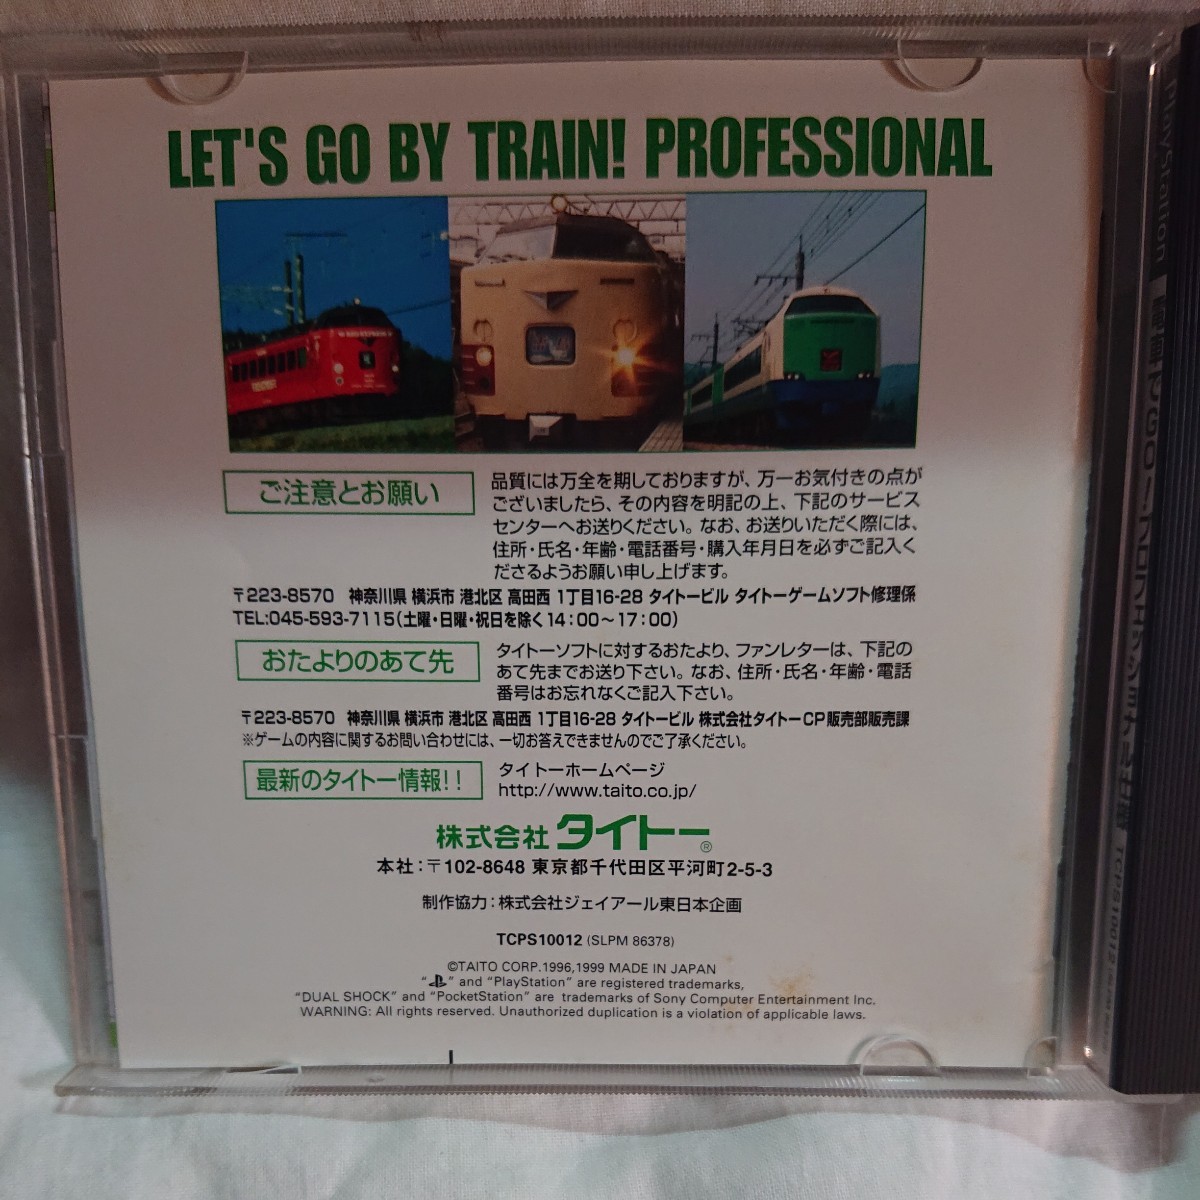 LET'S GO BY TRAIN! PROFESSIONAL
ご注意とお願い
品質には万全を期しておりますが、万一お気付きの点が
ございましたら、その内容を明記の上、下記のサービス
センターへお送りください。なお、お送りいただく際には、
住所・氏名・年齢・電話番号・購入年月日を必ずご記入く
ださるようお願い申し上げます。
〒223-8570 神奈川県 横浜市 港北区 高田西 1丁目16-28 タイトービル タイトーゲームソフト修理係
TEL:045-593-7115(土曜・日曜・祝日を除く14:00〜17:00)
おたよりのあて先
タイトーソフトに対するおたより、ファンレターは、下記の
あて先までお送り下さい。なお、住所・氏名・年齢・電話
番号はお忘れなくご記入下さい。
〒223-8570 神奈川県 横浜市 港北区 高田西 1丁目16-28 タイトービル 株式会社タイトーCP販売部販売課
※ゲームの内容に関するお問い合わせには、一切お答えできませんのでご了承ください。
最新のタイトー情報!!
タイトーホームページ
http://www.taito.co.jp/
株式会社 タイトー®
本社:〒102-8648 東京都千代田区平河町2-5-3
制作協力:株式会社ジェイアール東日本企画
TCPS10012 (SLPM 86378)
©TAITO CORP.1996,1999 MADE IN JAPAN
“ ” and “PlayStation” are registered trademarks,
“DUAL SHOCK” and “PocketStation” are trademarks of Sony Computer Entertainment Inc.
WARNING: All rights reserved. Unauthorized duplication is a violation of applicable laws.
PlayStation 電車でGO!〜プロフェッショナル仕様 TCPS10012